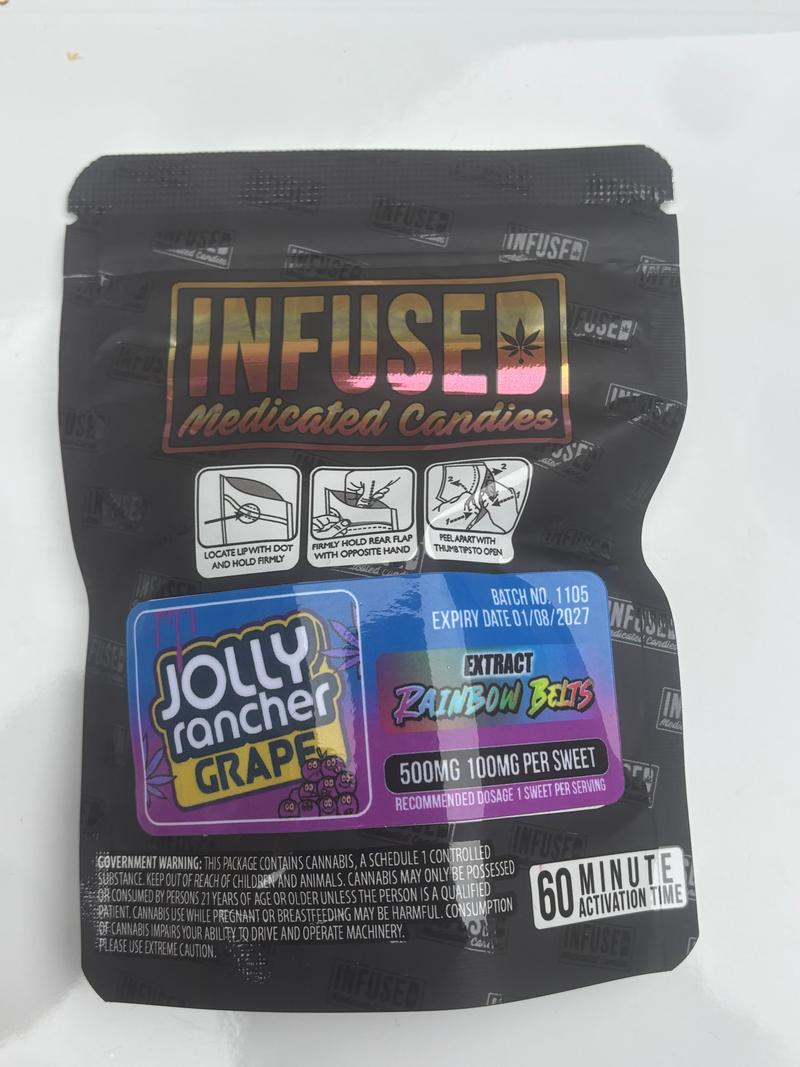 INFUSED
Medicated Candies
LOCATE LIP WITH DOT
AND HOLD FIRMLY
FIRMLY HOLD REAR FLAP
WITH OPPOSITE HAND
PEEL APART WITH
THUMB TIPS TO OPEN
JOLLY
rancher
GRAPE
BATCH NO. 1105
EXPIRY DATE 01/08/2027
EXTRACT
RAINBOW BELTS
500MG 100MG PER SWEET
RECOMMENDED DOSAGE 1 SWEET PER SERVING
GOVERNMENT WARNING: THIS PACKAGE CONTAINS CANNABIS, A SCHEDULE 1 CONTROLLED
SUBSTANCE. KEEP OUT OF REACH OF CHILDREN AND ANIMALS. CANNABIS MAY ONLY BE POSSESSED
OR CONSUMED BY PERSONS 21 YEARS OF AGE OR OLDER UNLESS THE PERSON IS A QUALIFIED
PATIENT. CANNABIS USE WHILE PREGNANT OR BREASTFEEDING MAY BE HARMFUL. CONSUMPTION
OF CANNABIS IMPAIRS YOUR ABILITY TO DRIVE AND OPERATE MACHINERY.
PLEASE USE EXTREME CAUTION.
60 MINUTE
ACTIVATION TIME